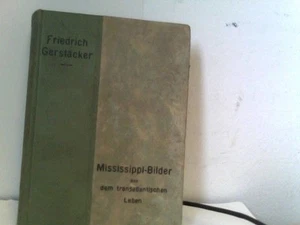 Friedrich
Gerstäcker
Mississippi-Bilder
aus
dem transatlantischen
Leben